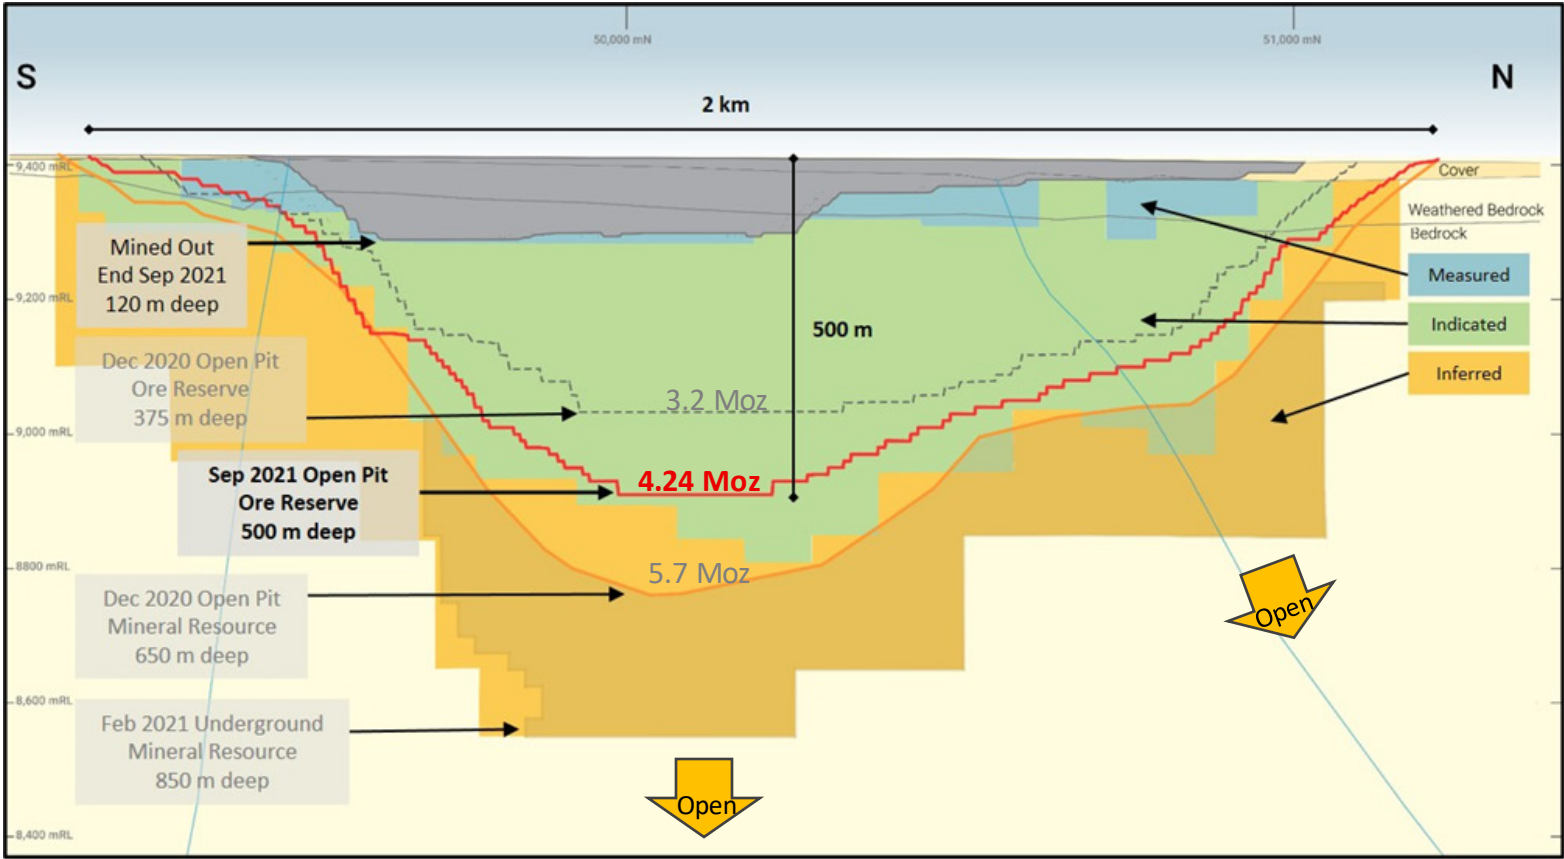 50,000 mN
51,000 mN
S
N
2 km
9,400 mRL
Cover
Weathered Bedrock
Bedrock
Mined Out
End Sep 2021
120 m deep
Measured
9,200 mRL
500 m
Indicated
Dec 2020 Open Pit
Ore Reserve
375 m deep
Inferred
3.2 Moz
9,000 mRL
Sep 2021 Open Pit
Ore Reserve
500 m deep
4.24 Moz
8800 mRL
5.7 Moz
Dec 2020 Open Pit
Mineral Resource
650 m deep
Open
8,600 mRL
Feb 2021 Underground
Mineral Resource
850 m deep
Open
8,400 mRL